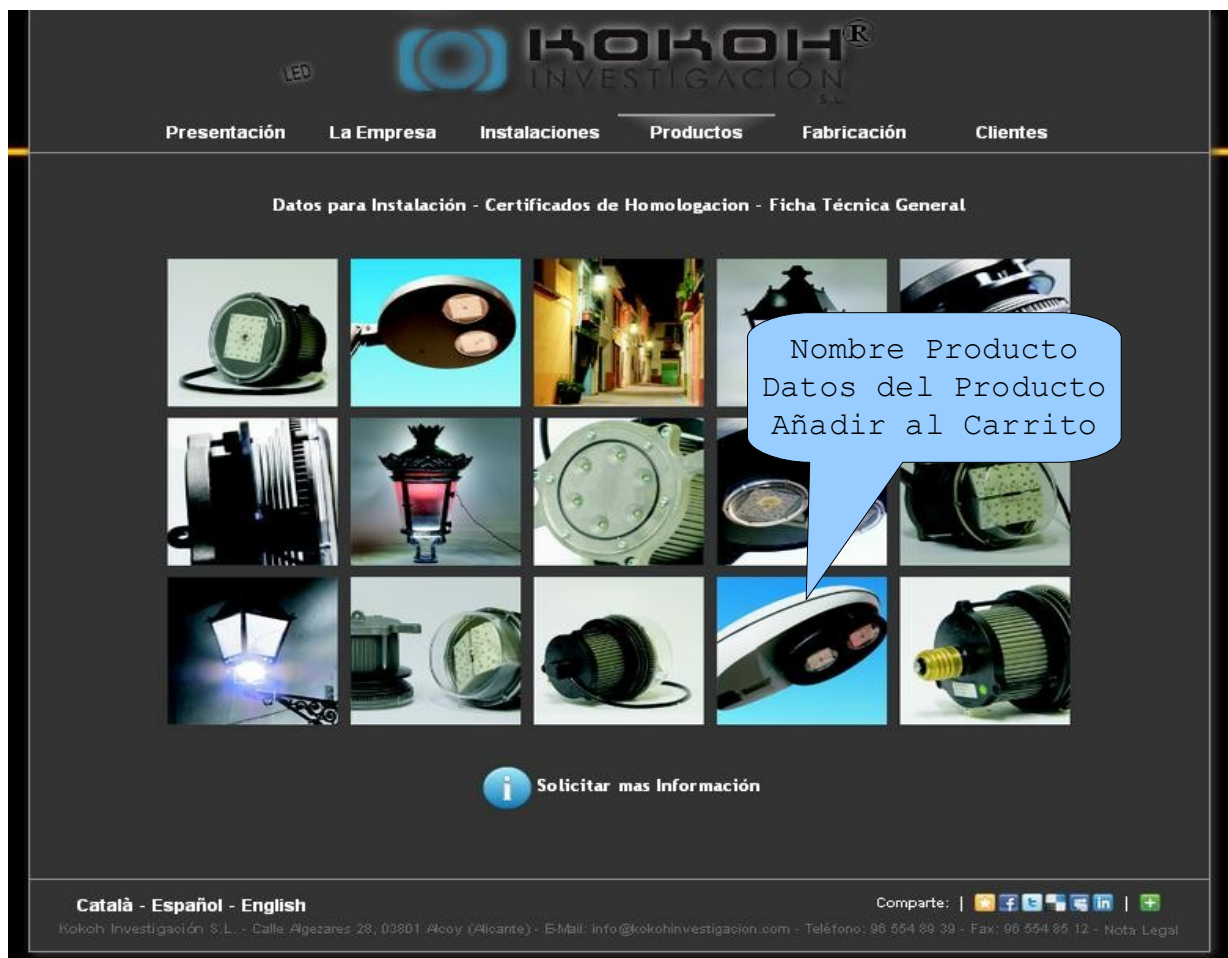 LED
KOKOH®
INVESTIGACIÓN
S.L.
Presentación La Empresa Instalaciones Productos Fabricación Clientes
Datos para Instalación - Certificados de Homologacion - Ficha Técnica General
Nombre Producto
Datos del Producto
Añadir al Carrito
Solicitar mas Información
Català - Español - English
Comparte: | |
Kokoh Investigación S.L. - Calle Algezares 28, 03801 Alcoy (Alicante) - E-Mail: info@kokohinvestigacion.com - Teléfono: 96 554 89 39 - Fax: 96 554 85 12 - Nota Legal